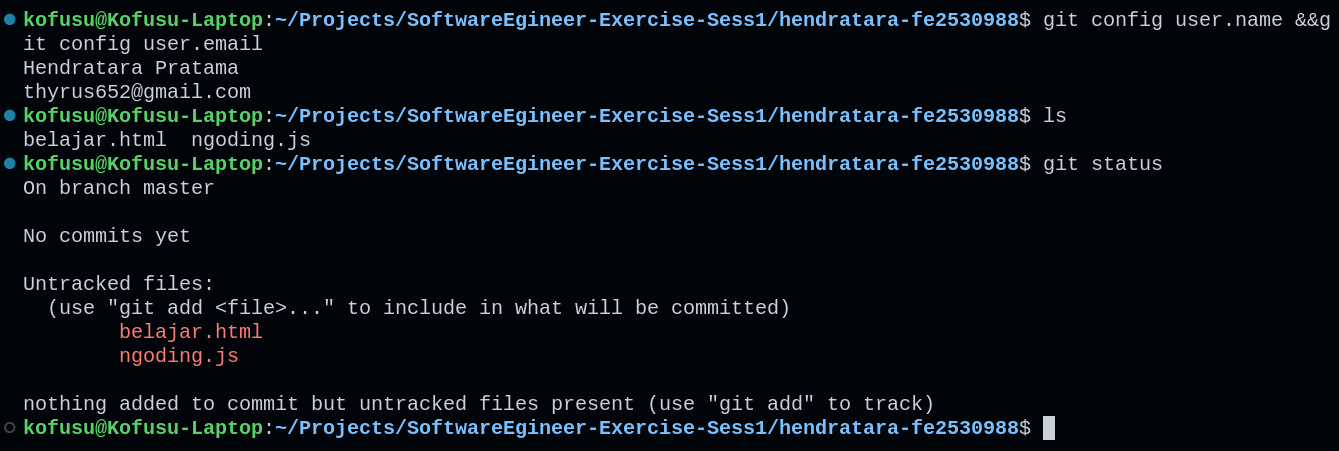 kofusu@Kofusu-Laptop:~/Projects/SoftwareEgineer-Exercise-Sess1/hendratara-fe2530988$ git config user.name &&g
it config user.email
Hendratara Pratama
thyrus652@gmail.com
kofusu@Kofusu-Laptop:~/Projects/SoftwareEgineer-Exercise-Sess1/hendratara-fe2530988$ ls
belajar.html  ngoding.js
kofusu@Kofusu-Laptop:~/Projects/SoftwareEgineer-Exercise-Sess1/hendratara-fe2530988$ git status
On branch master
No commits yet
Untracked files:
  (use "git add <file>..." to include in what will be committed)
        belajar.html
        ngoding.js
nothing added to commit but untracked files present (use "git add" to track)
kofusu@Kofusu-Laptop:~/Projects/SoftwareEgineer-Exercise-Sess1/hendratara-fe2530988$